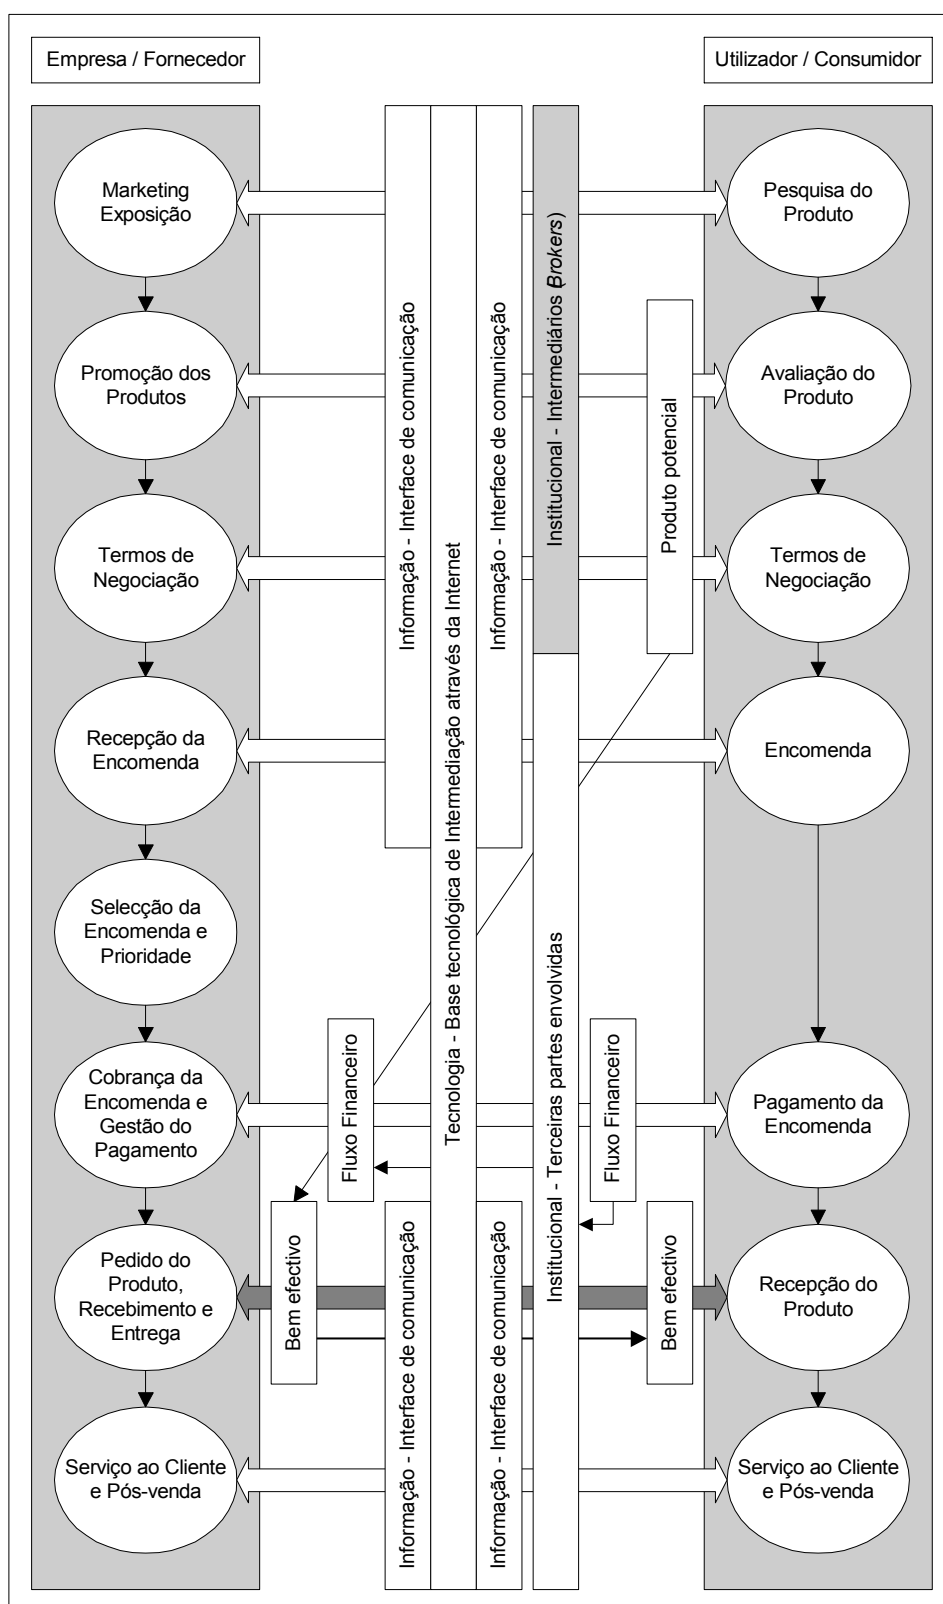 Empresa / Fornecedor
Utilizador / Consumidor
Marketing
Exposição
Pesquisa do
Produto
Promoção dos
Produtos
Avaliação do
Produto
Termos de
Negociação
Termos de
Negociação
Recepção da
Encomenda
Encomenda
Selecção da
Encomenda e
Prioridade
Cobrança da
Encomenda e
Gestão do
Pagamento
Pagamento da
Encomenda
Pedido do
Produto,
Recebimento e
Entrega
Recepção do
Produto
Serviço ao Cliente
e Pós-venda
Serviço ao Cliente
e Pós-venda
Informação - Interface de comunicação
Tecnologia - Base tecnológica de Intermediação através da Internet
Informação - Interface de comunicação
Institucional - Intermediários (Brokers)
Produto potencial
Institucional - Terceiras partes envolvidas
Fluxo Financeiro
Fluxo Financeiro
Bem efectivo
Bem efectivo
Informação - Interface de comunicação
Informação - Interface de comunicação